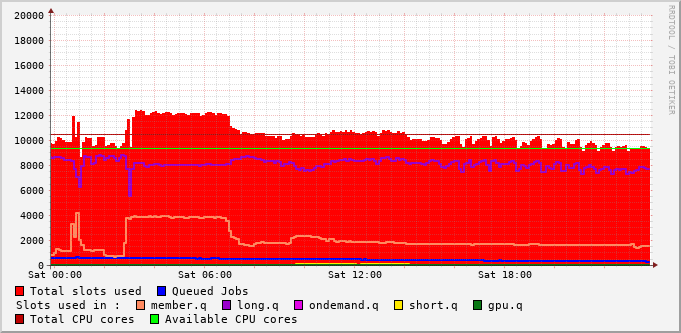 20000
18000
16000
14000
12000
10000
8000
6000
4000
2000
0
Sat 00:00 Sat 06:00 Sat 12:00 Sat 18:00
RRDTOOL / TOBI OETIKER
Total slots used Queued Jobs
Slots used in : member.q long.q ondemand.q short.q gpu.q
Total CPU cores Available CPU cores